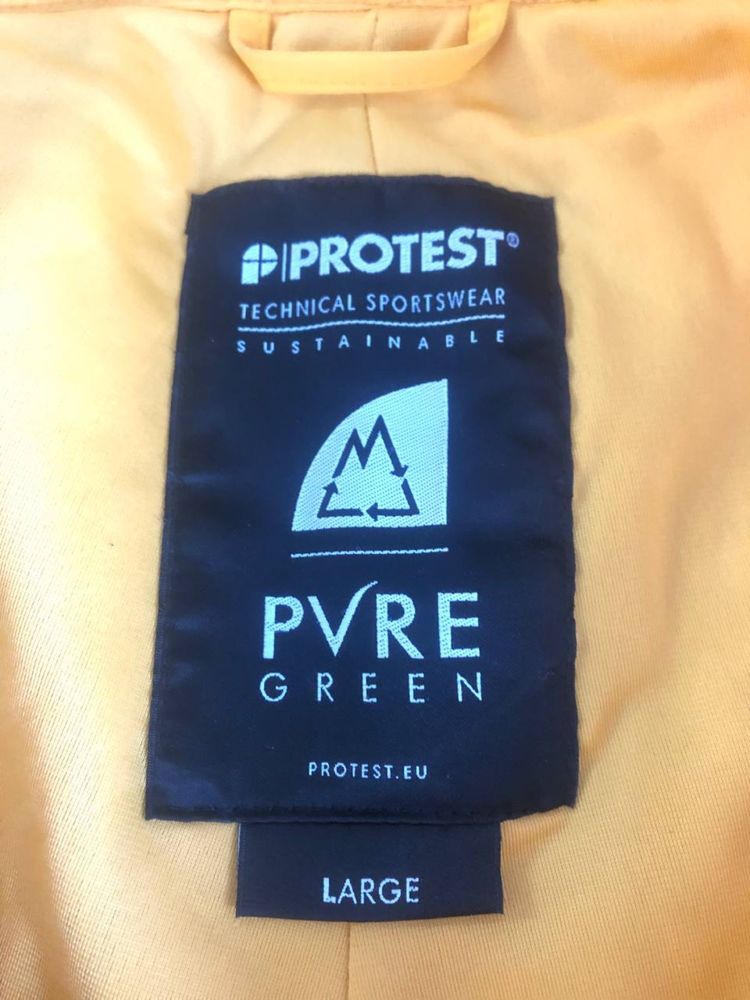 PROTEST®
TECHNICAL SPORTSWEAR
SUSTAINABLE
PVRE
GREEN
PROTEST.EU
LARGE